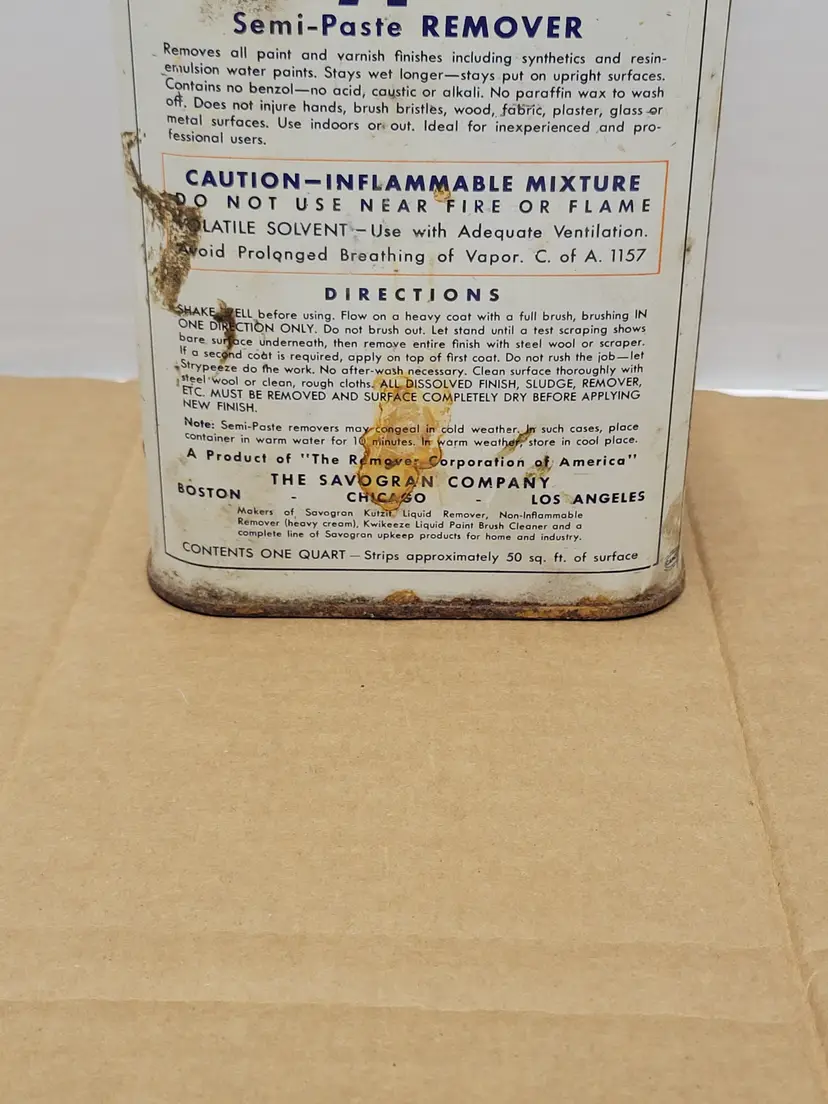 Semi-Paste REMOVER
Removes all paint and varnish finishes including synthetics and resin-
emulsion water paints. Stays wet longer—stays put on upright surfaces.
Contains no benzol—no acid, caustic or alkali. No paraffin wax to wash
off. Does not injure hands, brush bristles, wood, fabric, plaster, glass or
metal surfaces. Use indoors or out. Ideal for inexperienced and pro-
fessional users.
CAUTION—INFLAMMABLE MIXTURE
DO NOT USE NEAR FIRE OR FLAME
VOLATILE SOLVENT—Use with Adequate Ventilation.
Avoid Prolonged Breathing of Vapor. C. of A. 1157
DIRECTIONS
SHAKE WELL before using. Flow on a heavy coat with a full brush, brushing IN
ONE DIRECTION ONLY. Do not brush out. Let stand until a test scraping shows
bare surface underneath, then remove entire finish with steel wool or scraper.
If a second coat is required, apply on top of first coat. Do not rush the job—let
Strypeeze do the work. No after-wash necessary. Clean surface thoroughly with
steel wool or clean, rough cloths. ALL DISSOLVED FINISH, SLUDGE, REMOVER,
ETC. MUST BE REMOVED AND SURFACE COMPLETELY DRY BEFORE APPLYING
NEW FINISH.
Note: Semi-Paste removers may congeal in cold weather. In such cases, place
container in warm water for 10 minutes. In warm weather, store in cool place.
A Product of "The Remover Corporation of America"
THE SAVOGRAN COMPANY
BOSTON - CHICAGO - LOS ANGELES
Makers of Savogran Kutzit Liquid Remover, Non-Inflammable
Remover (heavy cream), Kwikeeze Liquid Paint Brush Cleaner and a
complete line of Savogran upkeep products for home and industry.
CONTENTS ONE QUART—Strips approximately 50 sq. ft. of surface